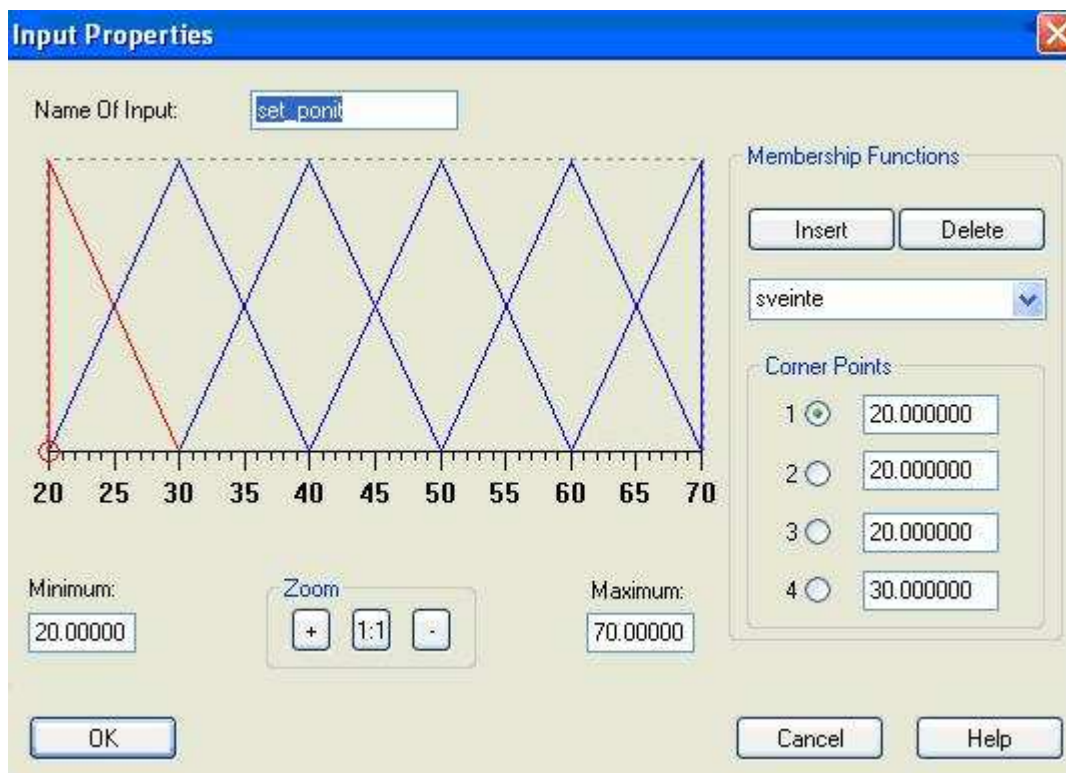 Input Properties
Name Of Input: set_ponit
Membership Functions
Insert Delete
sveinte
Corner Points
1 20.000000
2 20.000000
3 20.000000
4 30.000000
20 25 30 35 40 45 50 55 60 65 70
Minimum: Zoom Maximum:
20.00000 + 1:1 - 70.00000
OK Cancel Help